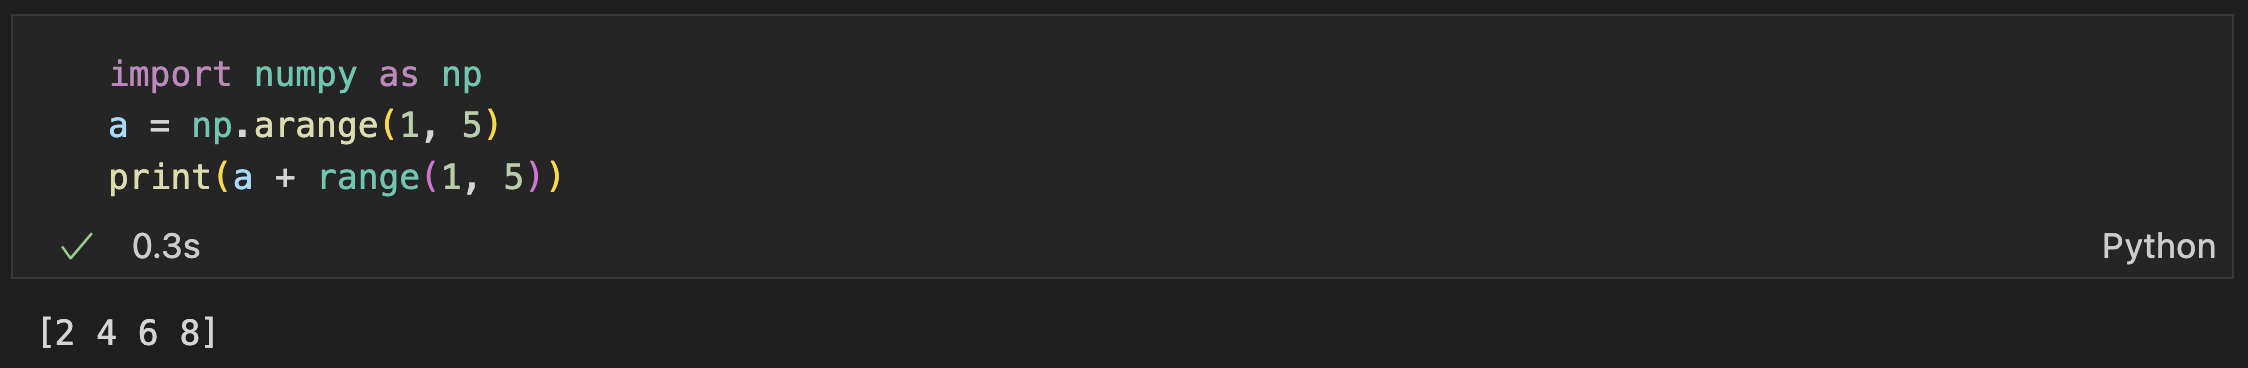 import numpy as np
a = np.arange(1, 5)
print(a + range(1, 5))
0.3s
Python
[2 4 6 8]